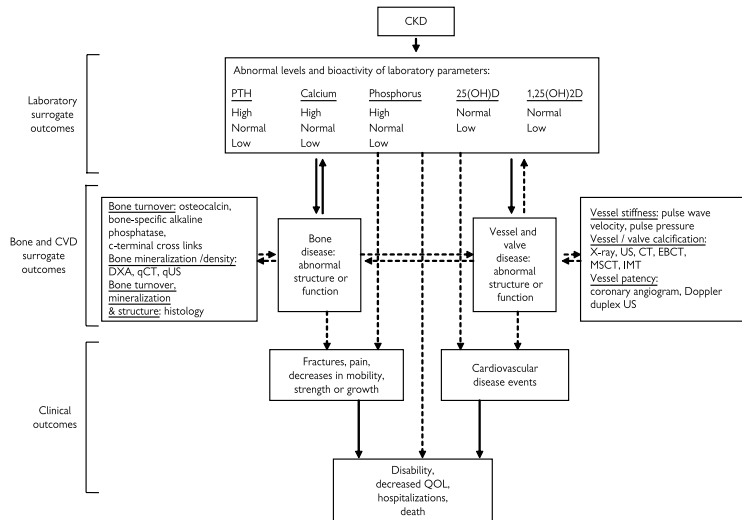 CKD
Abnormal levels and bioactivity of laboratory parameters:
PTH Calcium Phosphorus 25(OH)D 1,25(OH)2D
High High High Normal Normal
Normal Normal Normal Low Low
Low Low Low
Laboratory
surrogate
outcomes
Bone and CVD
surrogate
outcomes
Bone turnover: osteocalcin,
bone-specific alkaline
phosphatase,
c-terminal cross links
Bone mineralization /density:
DXA, qCT, qUS
Bone turnover,
mineralization
& structure: histology
Bone
disease:
abnormal
structure or
function
Vessel and
valve
disease:
abnormal
structure or
function
Vessel stiffness: pulse wave
velocity, pulse pressure
Vessel / valve calcification:
X-ray, US, CT, EBCT,
MSCT, IMT
Vessel patency:
coronary angiogram, Doppler
duplex US
Clinical
outcomes
Fractures, pain,
decreases in mobility,
strength or growth
Cardiovascular
disease events
Disability,
decreased QOL,
hospitalizations,
death